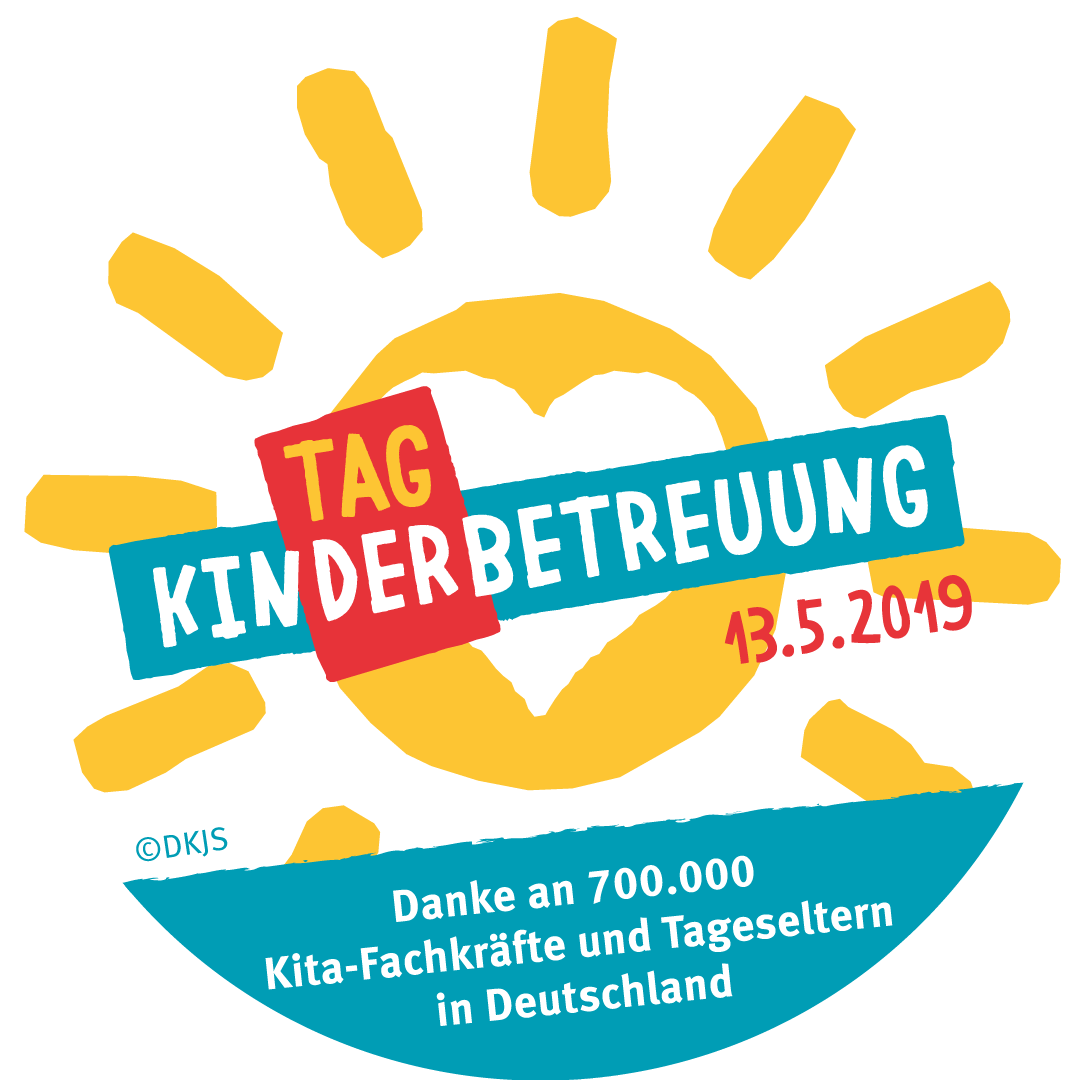 TAG
KINDERBETREUUNG
13.5.2019
©DKJS
Danke an 700.000
Kita-Fachkräfte und Tageseltern
in Deutschland